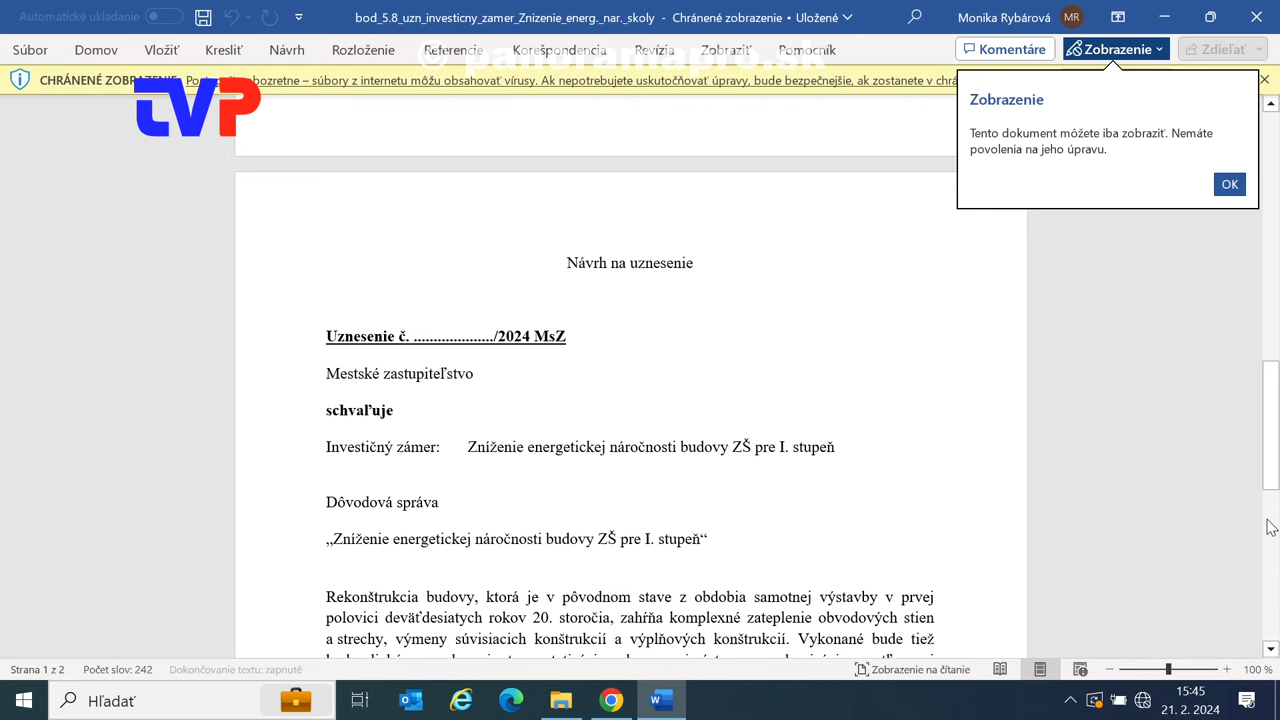 Automatické ukladanie
bod_5.8_uzn_investicny_zamer_Znizenie_energ._nar._skoly - Chránené zobrazenie • Uložené
Monika Rybárová MR
Súbor Domov Vložiť Kresliť Návrh Rozloženie Referencie Korešpondencia Revízia Zobraziť Pomocník
Komentáre Zobrazenie Zdieľať
CHRÁNENÉ ZOBRAZENIE obozretne – súbory z internetu môžu obsahovať vírusy. Ak nepotrebujete uskutočňovať úpravy, bude bezpečnejšie, ak zostanete v
tVP
Zobrazenie
Tento dokument môžete iba zobraziť. Nemáte
povolenia na jeho úpravu.
OK
Návrh na uznesenie
Uznesenie č. ..................../2024 MsZ
Mestské zastupiteľstvo
schvaľuje
Investičný zámer: Zníženie energetickej náročnosti budovy ZŠ pre I. stupeň
Dôvodová správa
„Zníženie energetickej náročnosti budovy ZŠ pre I. stupeň“
Rekonštrukcia budovy, ktorá je v pôvodnom stave z obdobia samotnej výstavby v prvej
polovici deväťdesiatych rokov 20. storočia, zahŕňa komplexné zateplenie obvodových stien
a strechy, výmeny súvisiacich konštrukcií a výplňových konštrukcií. Vykonané bude tiež
Strana 1 z 2 Počet slov: 242 Dokončovanie textu: zapnuté
Zobrazenie na čítanie 100 %
Hľadať
15:45
21. 2. 2024